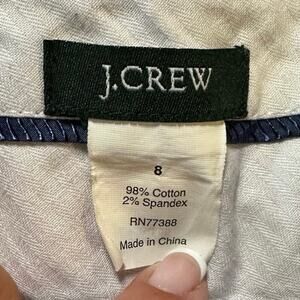 J.CREW
8
98% Cotton
2% Spandex
RN77388
Made in China